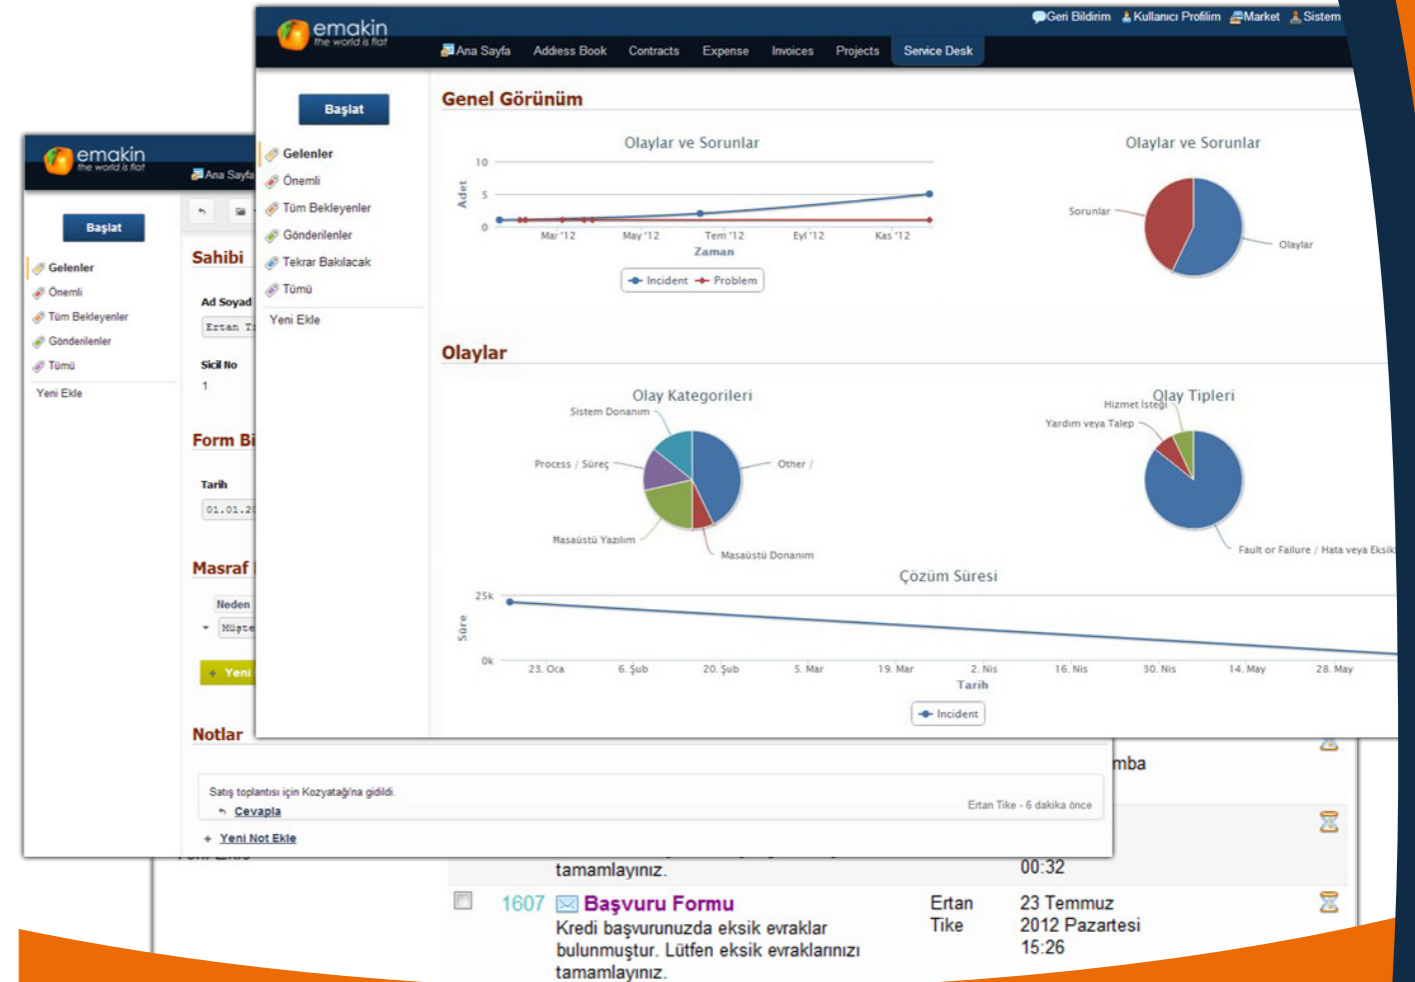 emakin
the world is flat
Geri Bildirim
Kullanıcı Profilim
Market
Sistem
Ana Sayfa
Address Book
Contracts
Expense
Invoices
Projects
Service Desk
Başlat
Gelenler
Önemli
Tüm Bekleyenler
Gönderilenler
Tekrar Bakılacak
Tümü
Yeni Ekle
Genel Görünüm
Olaylar ve Sorunlar
10
5
0
Adet
Mar '12
May '12
Tem '12
Eyl '12
Kas '12
Zaman
Incident
Problem
Olaylar ve Sorunlar
Sorunlar
Olaylar
Olaylar
Olay Kategorileri
Sistem Donanım
Process / Süreç
Other /
Masaüstü Yazılım
Masaüstü Donanım
Olay Tipleri
Hizmet İsteği
Yardım veya Talep
Fault or Failure / Hata veya Eksik
Çözüm Süresi
25k
0k
Süre
23. Oca
6. Şub
20. Şub
5. Mar
19. Mar
2. Nis
16. Nis
30. Nis
14. May
28. May
Tarih
Incident
emakin
the world is flat
Ana Sayfa
Başlat
Gelenler
Önemli
Tüm Bekleyenler
Gönderilenler
Tümü
Yeni Ekle
Sahibi
Ad Soyad
Ertan
Sicil No
1
Form
Tarih
01.01.20
Masraf
Neden
Müşte
+ Yeni
Notlar
Satış toplantısı için Kozyatağı'na gidildi.
Cevapla
Ertan Tike - 6 dakika önce
+ Yeni Not Ekle
mba
tamamlayınız.
00:32
1607
Başvuru Formu
Kredi başvurunuzda eksik evraklar
bulunmuştur. Lütfen eksik evraklarınızı
tamamlayınız.
Ertan
Tike
23 Temmuz
2012 Pazartesi
15:26